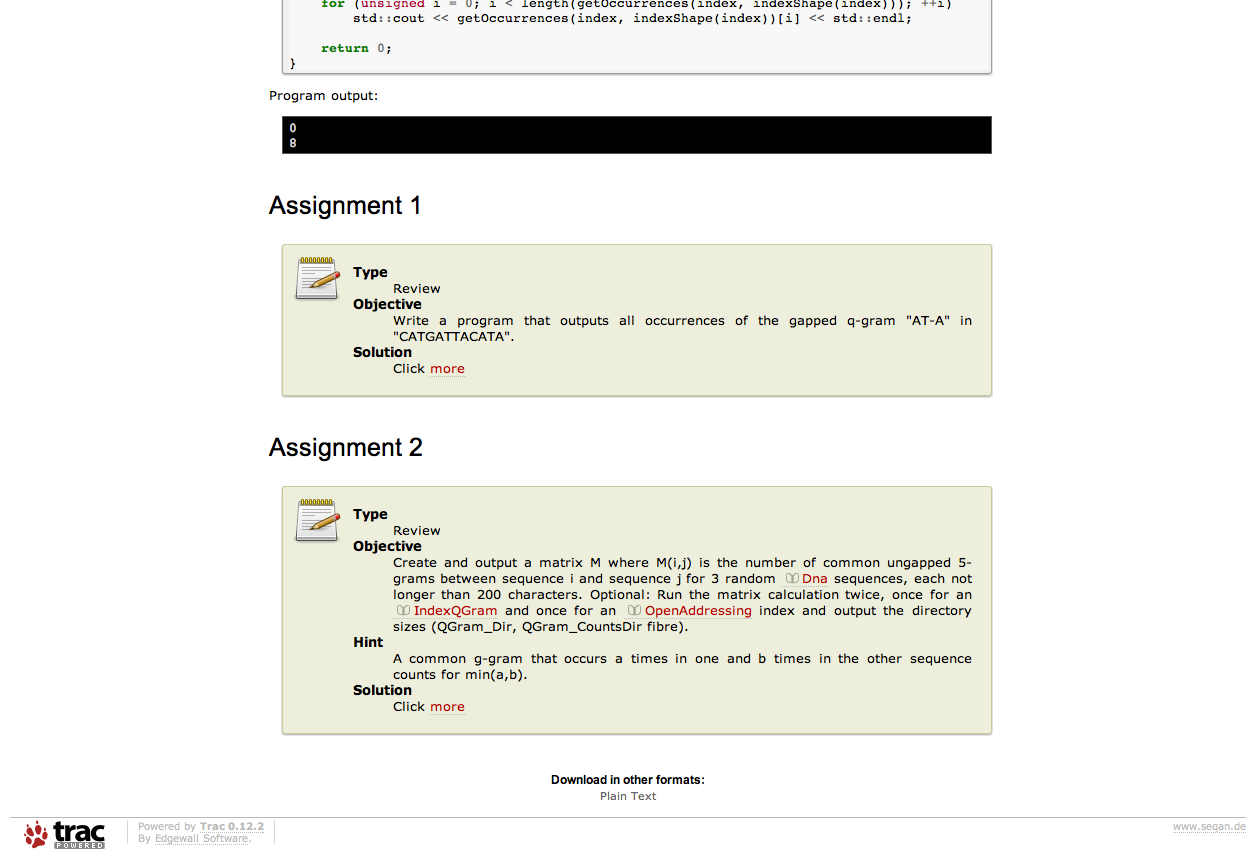 for (unsigned i = 0; i < length(getOccurrences(index, indexShape(index))); ++i)
std::cout << getOccurrences(index, indexShape(index))[i] << std::endl;
return 0;
}
Program output:
0
8
Assignment 1
Type
Review
Objective
Write a program that outputs all occurrences of the gapped q-gram "AT-A" in
"CATGATTACATA".
Solution
Click more
Assignment 2
Type
Review
Objective
Create and output a matrix M where M(i,j) is the number of common ungapped 5-
grams between sequence i and sequence j for 3 random Dna sequences, each not
longer than 200 characters. Optional: Run the matrix calculation twice, once for an
IndexQGram and once for an OpenAddressing index and output the directory
sizes (QGram_Dir, QGram_CountsDir fibre).
Hint
A common g-gram that occurs a times in one and b times in the other sequence
counts for min(a,b).
Solution
Click more
Download in other formats:
Plain Text
trac
POWERED
Powered by Trac 0.12.2
By Edgewall Software.
www.seqan.de